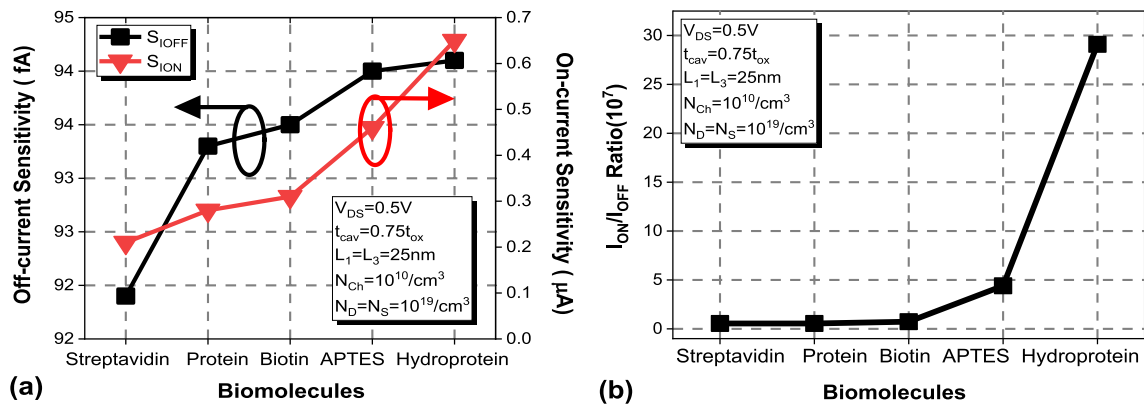 95
94
94
93
93
92
92
Off-current Sensitivity ( fA)
S_IOFF
S_ION
0.7
0.6
0.5
0.4
0.3
0.2
0.1
0.0
On-current Sensitivity ( μA)
V_DS=0.5V
t_cav=0.75t_ox
L_1=L_3=25nm
N_Ch=10^10/cm^3
N_D=N_S=10^19/cm^3
Streptavidin Protein Biotin APTES Hydroprotein
Biomolecules
(a)
30
25
20
15
10
5
0
I_ON/I_OFF Ratio(10^7)
V_DS=0.5V
t_cav=0.75t_ox
L_1=L_3=25nm
N_Ch=10^10/cm^3
N_D=N_S=10^19/cm^3
Streptavidin Protein Biotin APTES Hydroprotein
Biomolecules
(b)